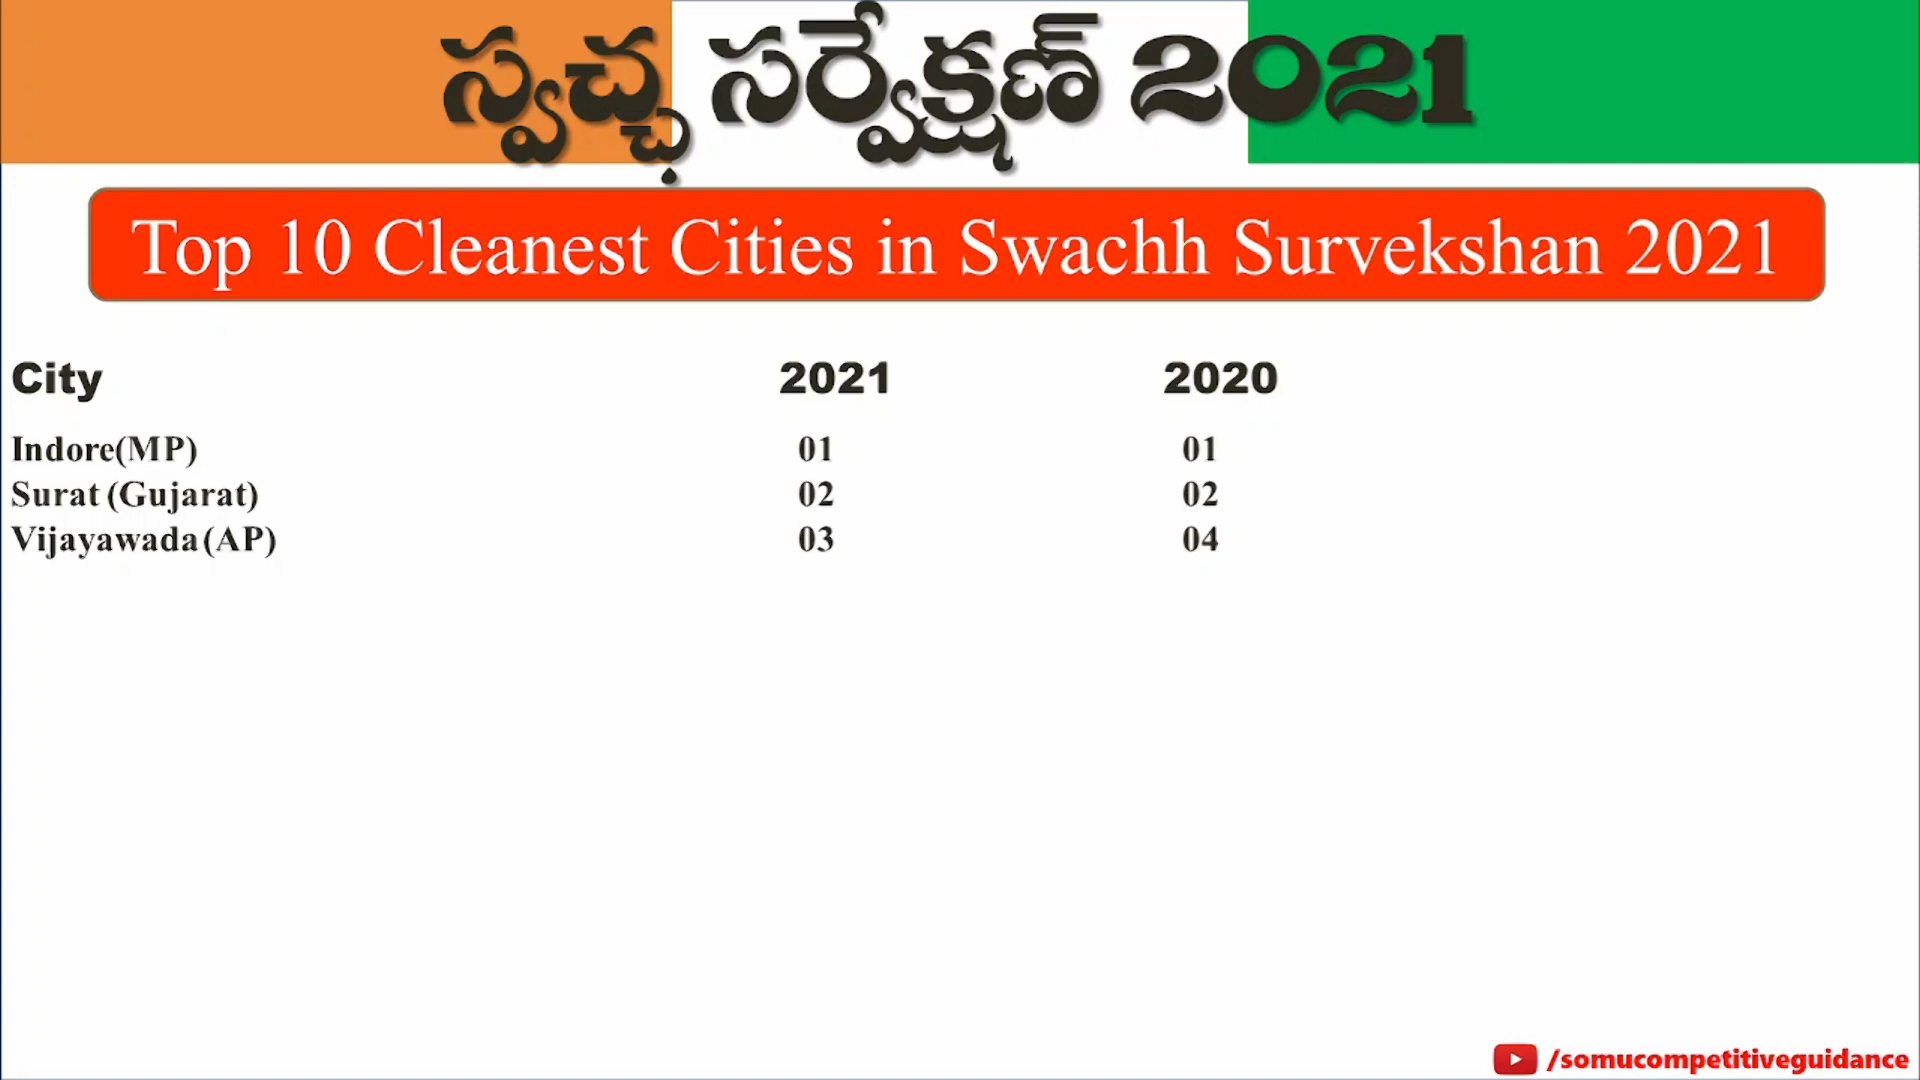 స్వచ్ఛ సర్వేక్షణ్ 2021
Top 10 Cleanest Cities in Swachh Survekshan 2021
City 2021 2020
Indore(MP) 01 01
Surat (Gujarat) 02 02
Vijayawada (AP) 03 04
/somucompetitiveguidance